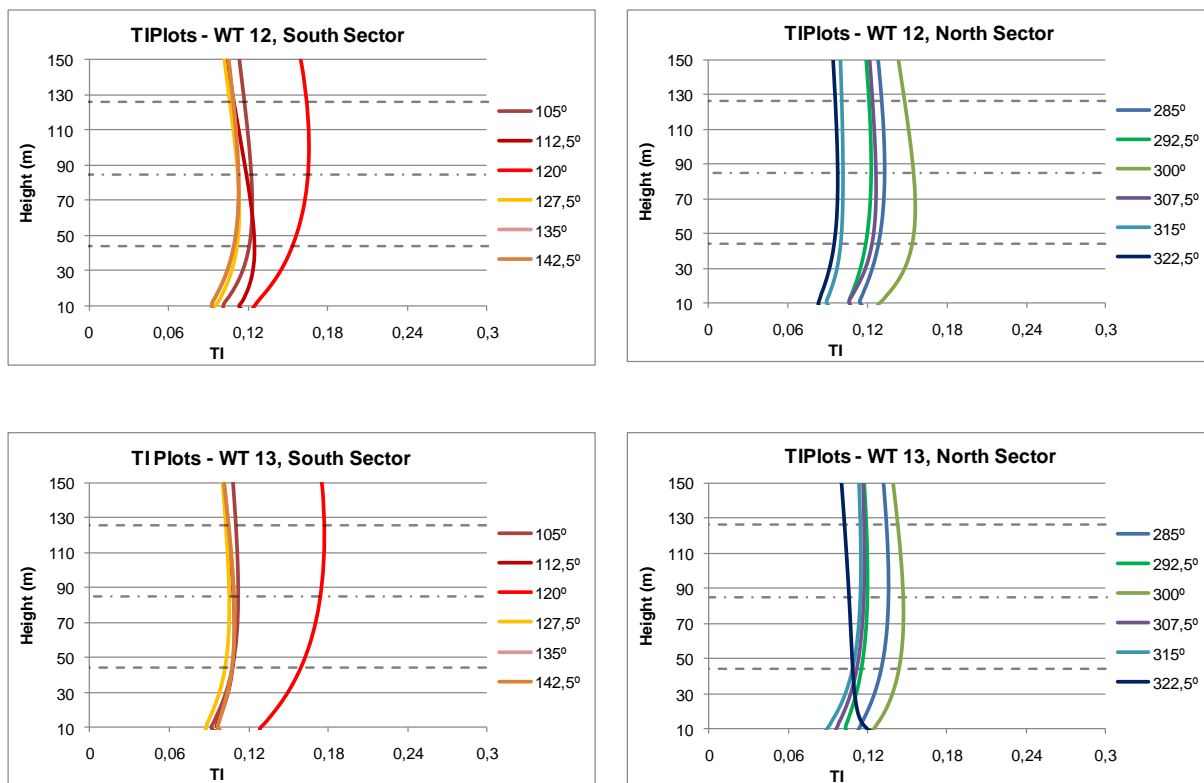 TIPlots - WT 12, South Sector
Height (m)
150
130
110
90
70
50
30
10
0
0,06
0,12
0,18
0,24
0,3
TI
105º
112,5º
120º
127,5º
135º
142,5º
TIPlots - WT 12, North Sector
Height (m)
150
130
110
90
70
50
30
10
0
0,06
0,12
0,18
0,24
0,3
TI
285º
292,5º
300º
307,5º
315º
322,5º
TI Plots - WT 13, South Sector
Height (m)
150
130
110
90
70
50
30
10
0
0,06
0,12
0,18
0,24
0,3
TI
105º
112,5º
120º
127,5º
135º
142,5º
TIPlots - WT 13, North Sector
Height (m)
150
130
110
90
70
50
30
10
0
0,06
0,12
0,18
0,24
0,3
TI
285º
292,5º
300º
307,5º
315º
322,5º